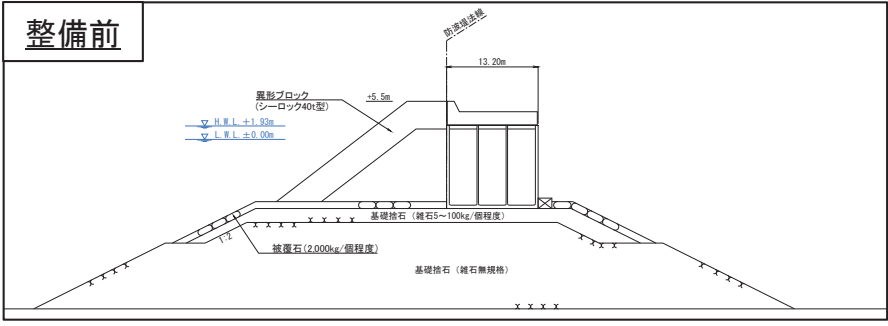 整備前
防波堤法線
13.20m
異形ブロック
(シーロック40t型)
+5.5m
H.W.L.+1.93m
L.W.L.±0.00m
基礎捨石(雑石5～100kg/個程度)
1:2
被覆石(2,000kg/個程度)
基礎捨石(雑石無規格)